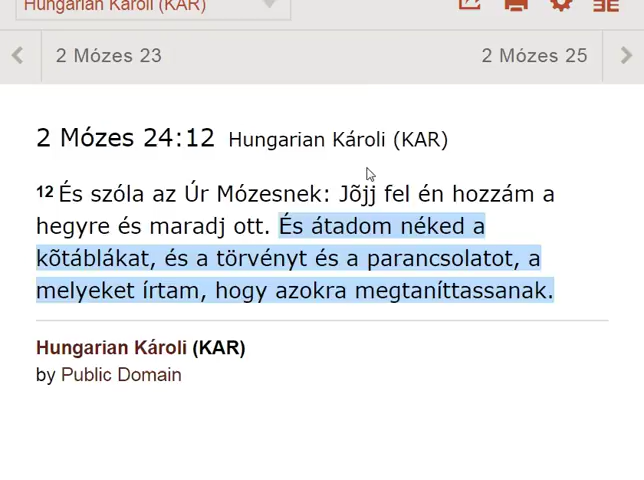 Hungarian Károli (KAR)
2 Mózes 23
2 Mózes 25
2 Mózes 24:12 Hungarian Károli (KAR)
12 És szóla az Úr Mózesnek: Jõjj fel én hozzám a
hegyre és maradj ott. És átadom néked a
kõtáblákat, és a törvényt és a parancsolatot, a
melyeket írtam, hogy azokra megtaníttassanak.
Hungarian Károli (KAR)
by Public Domain